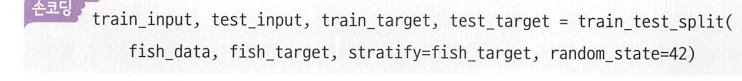 손코딩
train_input, test_input, train_target, test_target = train_test_split(
    fish_data, fish_target, stratify=fish_target, random_state=42)